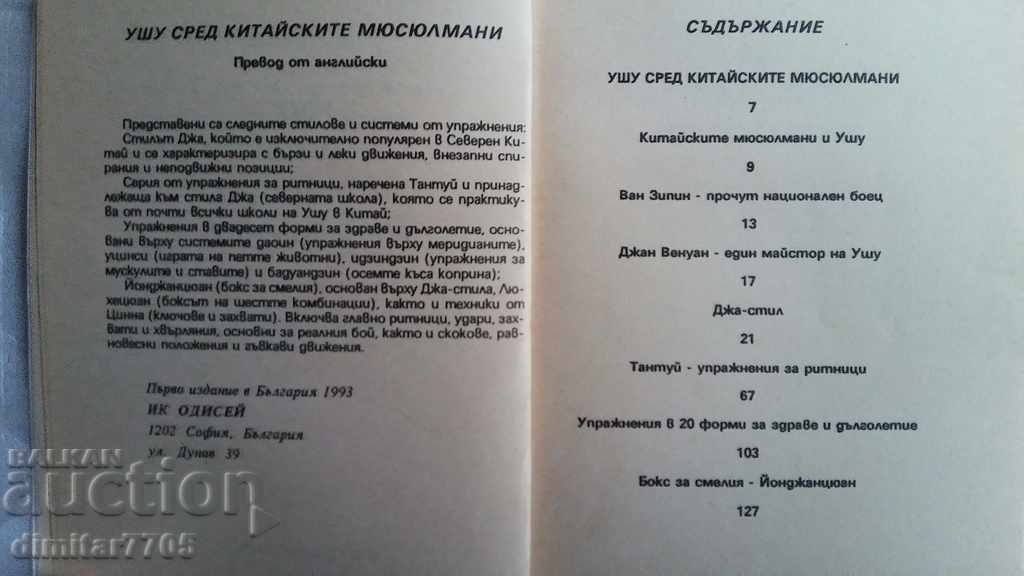 УШУ СРЕД КИТАЙСКИТЕ МЮСЮЛМАНИ
Превод от английски
Представени са следните стилове и системи от упражнения:
Стилът Джа, който е изключително популярен в Северен Ки-
тай и се характеризира с бързи и леки движения, внезапни спи-
рания и неподвижни позиции;
Серия от упражнения за ритници, наречена Тантуй и принад-
лежаща към стила Джа (северната школа), която се практику-
ва от почти всички школи на Ушу в Китай;
Упражнения в двадесет форми за здраве и дълголетие, осно-
вани върху системите даоин (упражнения върху меридианите),
уцинси (играта на петте животни), идзиндзин (упражнения за
мускулите и ставите) и бадуандзин (осемте къса коприна);
Йонджанцюан (бокс за смелия), основан върху Джа-стила, Лю-
хецюан (боксът на шестте комбинации), както и техники от
Цинна (ключове и захвати). Включва главно ритници, удари, зах-
вати и хвърляния, основни за реалния бой, както и скокове, рав-
новесни положения и гъвкави движения.
Първо издание в България 1993
ИК ОДИСЕЙ
1202 София, България
ул. Дунав 39
СЪДЪРЖАНИЕ
УШУ СРЕД КИТАЙСКИТЕ МЮСЮЛМАНИ
7
Китайските мюсюлмани и Ушу
9
Ван Зипин - прочут национален боец
13
Джан Венуан - един майстор на Ушу
17
Джа-стил
21
Тантуй - упражнения за ритници
67
Упражнения в 20 форми за здраве и дълголетие
103
Бокс за смелия - Йонджанцюан
127
BALKAN
auction
dimitar7705